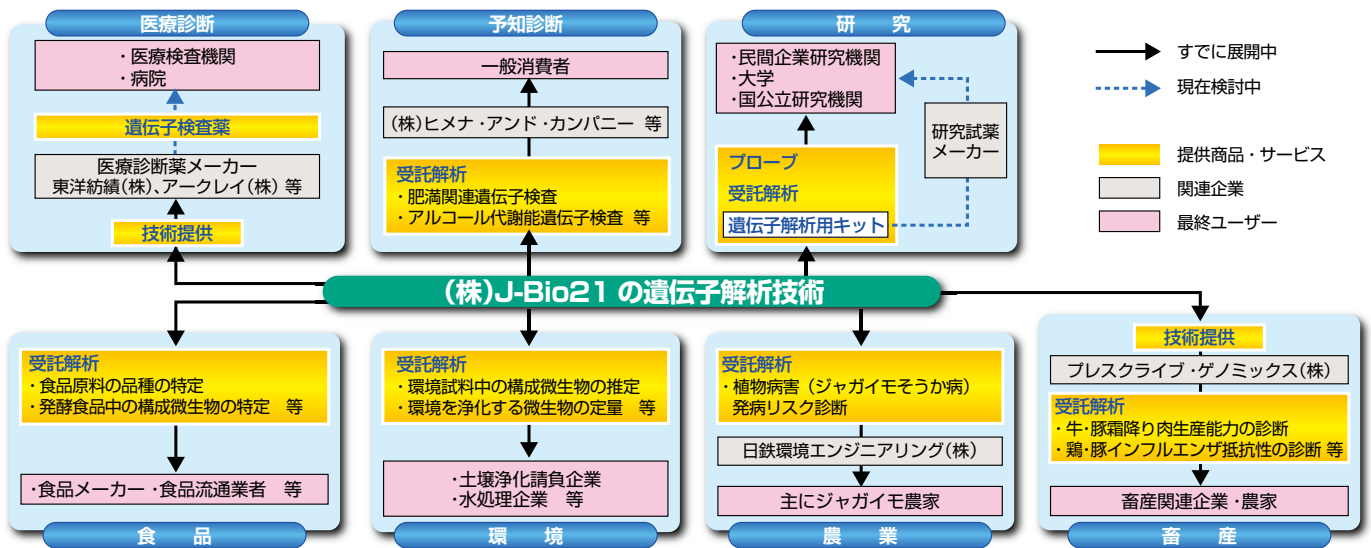 医療診断
・医療検査機関
・病院
遺伝子検査薬
医療診断薬メーカー
東洋紡績(株)、アークレイ(株) 等
技術提供
予知診断
一般消費者
(株)ヒメナ・アンド・カンパニー 等
受託解析
・肥満関連遺伝子検査
・アルコール代謝能遺伝子検査 等
研 究
・民間企業研究機関
・大学
・国公立研究機関
研究試薬
メーカー
プローブ
受託解析
遺伝子解析用キット
すでに展開中
現在検討中
提供商品・サービス
関連企業
最終ユーザー
(株)J-Bio21 の遺伝子解析技術
受託解析
・食品原料の品種の特定
・発酵食品中の構成微生物の特定 等
・食品メーカー ・食品流通業者 等
食 品
受託解析
・環境試料中の構成微生物の推定
・環境を浄化する微生物の定量 等
・土壌浄化請負企業
・水処理企業 等
環 境
受託解析
・植物病害（ジャガイモそうか病）
発病リスク診断
日鉄環境エンジニアリング(株)
主にジャガイモ農家
農 業
技術提供
プレスクライブ・ゲノミックス(株)
受託解析
・牛・豚霜降り肉生産能力の診断
・鶏・豚インフルエンザ抵抗性の診断 等
畜産関連企業・農家
畜 産